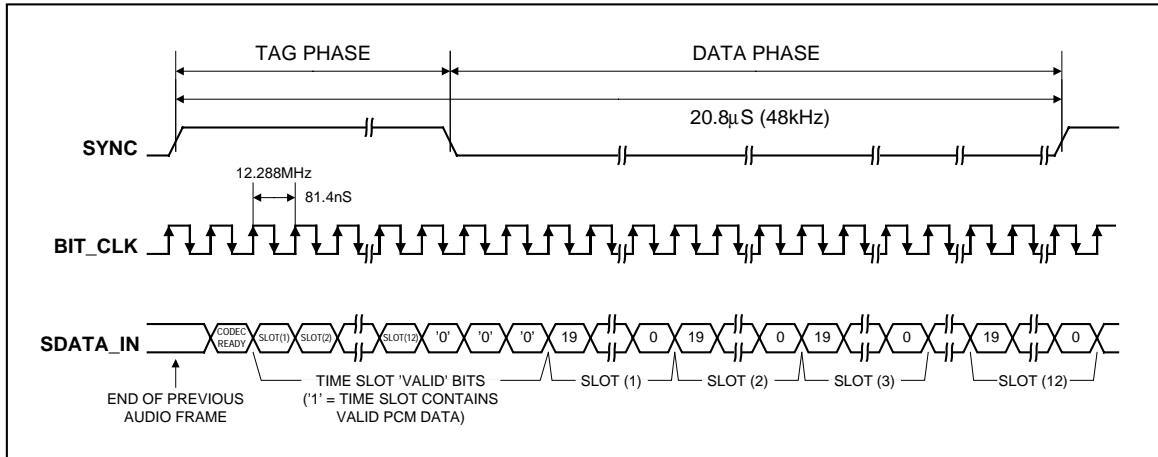 TAG PHASE DATA PHASE
20.8μS (48kHz)
SYNC
12.288MHz
81.4nS
BIT_CLK
SDATA_IN CODEC READY SLOT(1) SLOT(2) SLOT(12) '0' '0' '0' 19 0 19 0 19 0 19 0
END OF PREVIOUS
AUDIO FRAME
TIME SLOT 'VALID' BITS
('1' = TIME SLOT CONTAINS
VALID PCM DATA)
SLOT (1) SLOT (2) SLOT (3) SLOT (12)